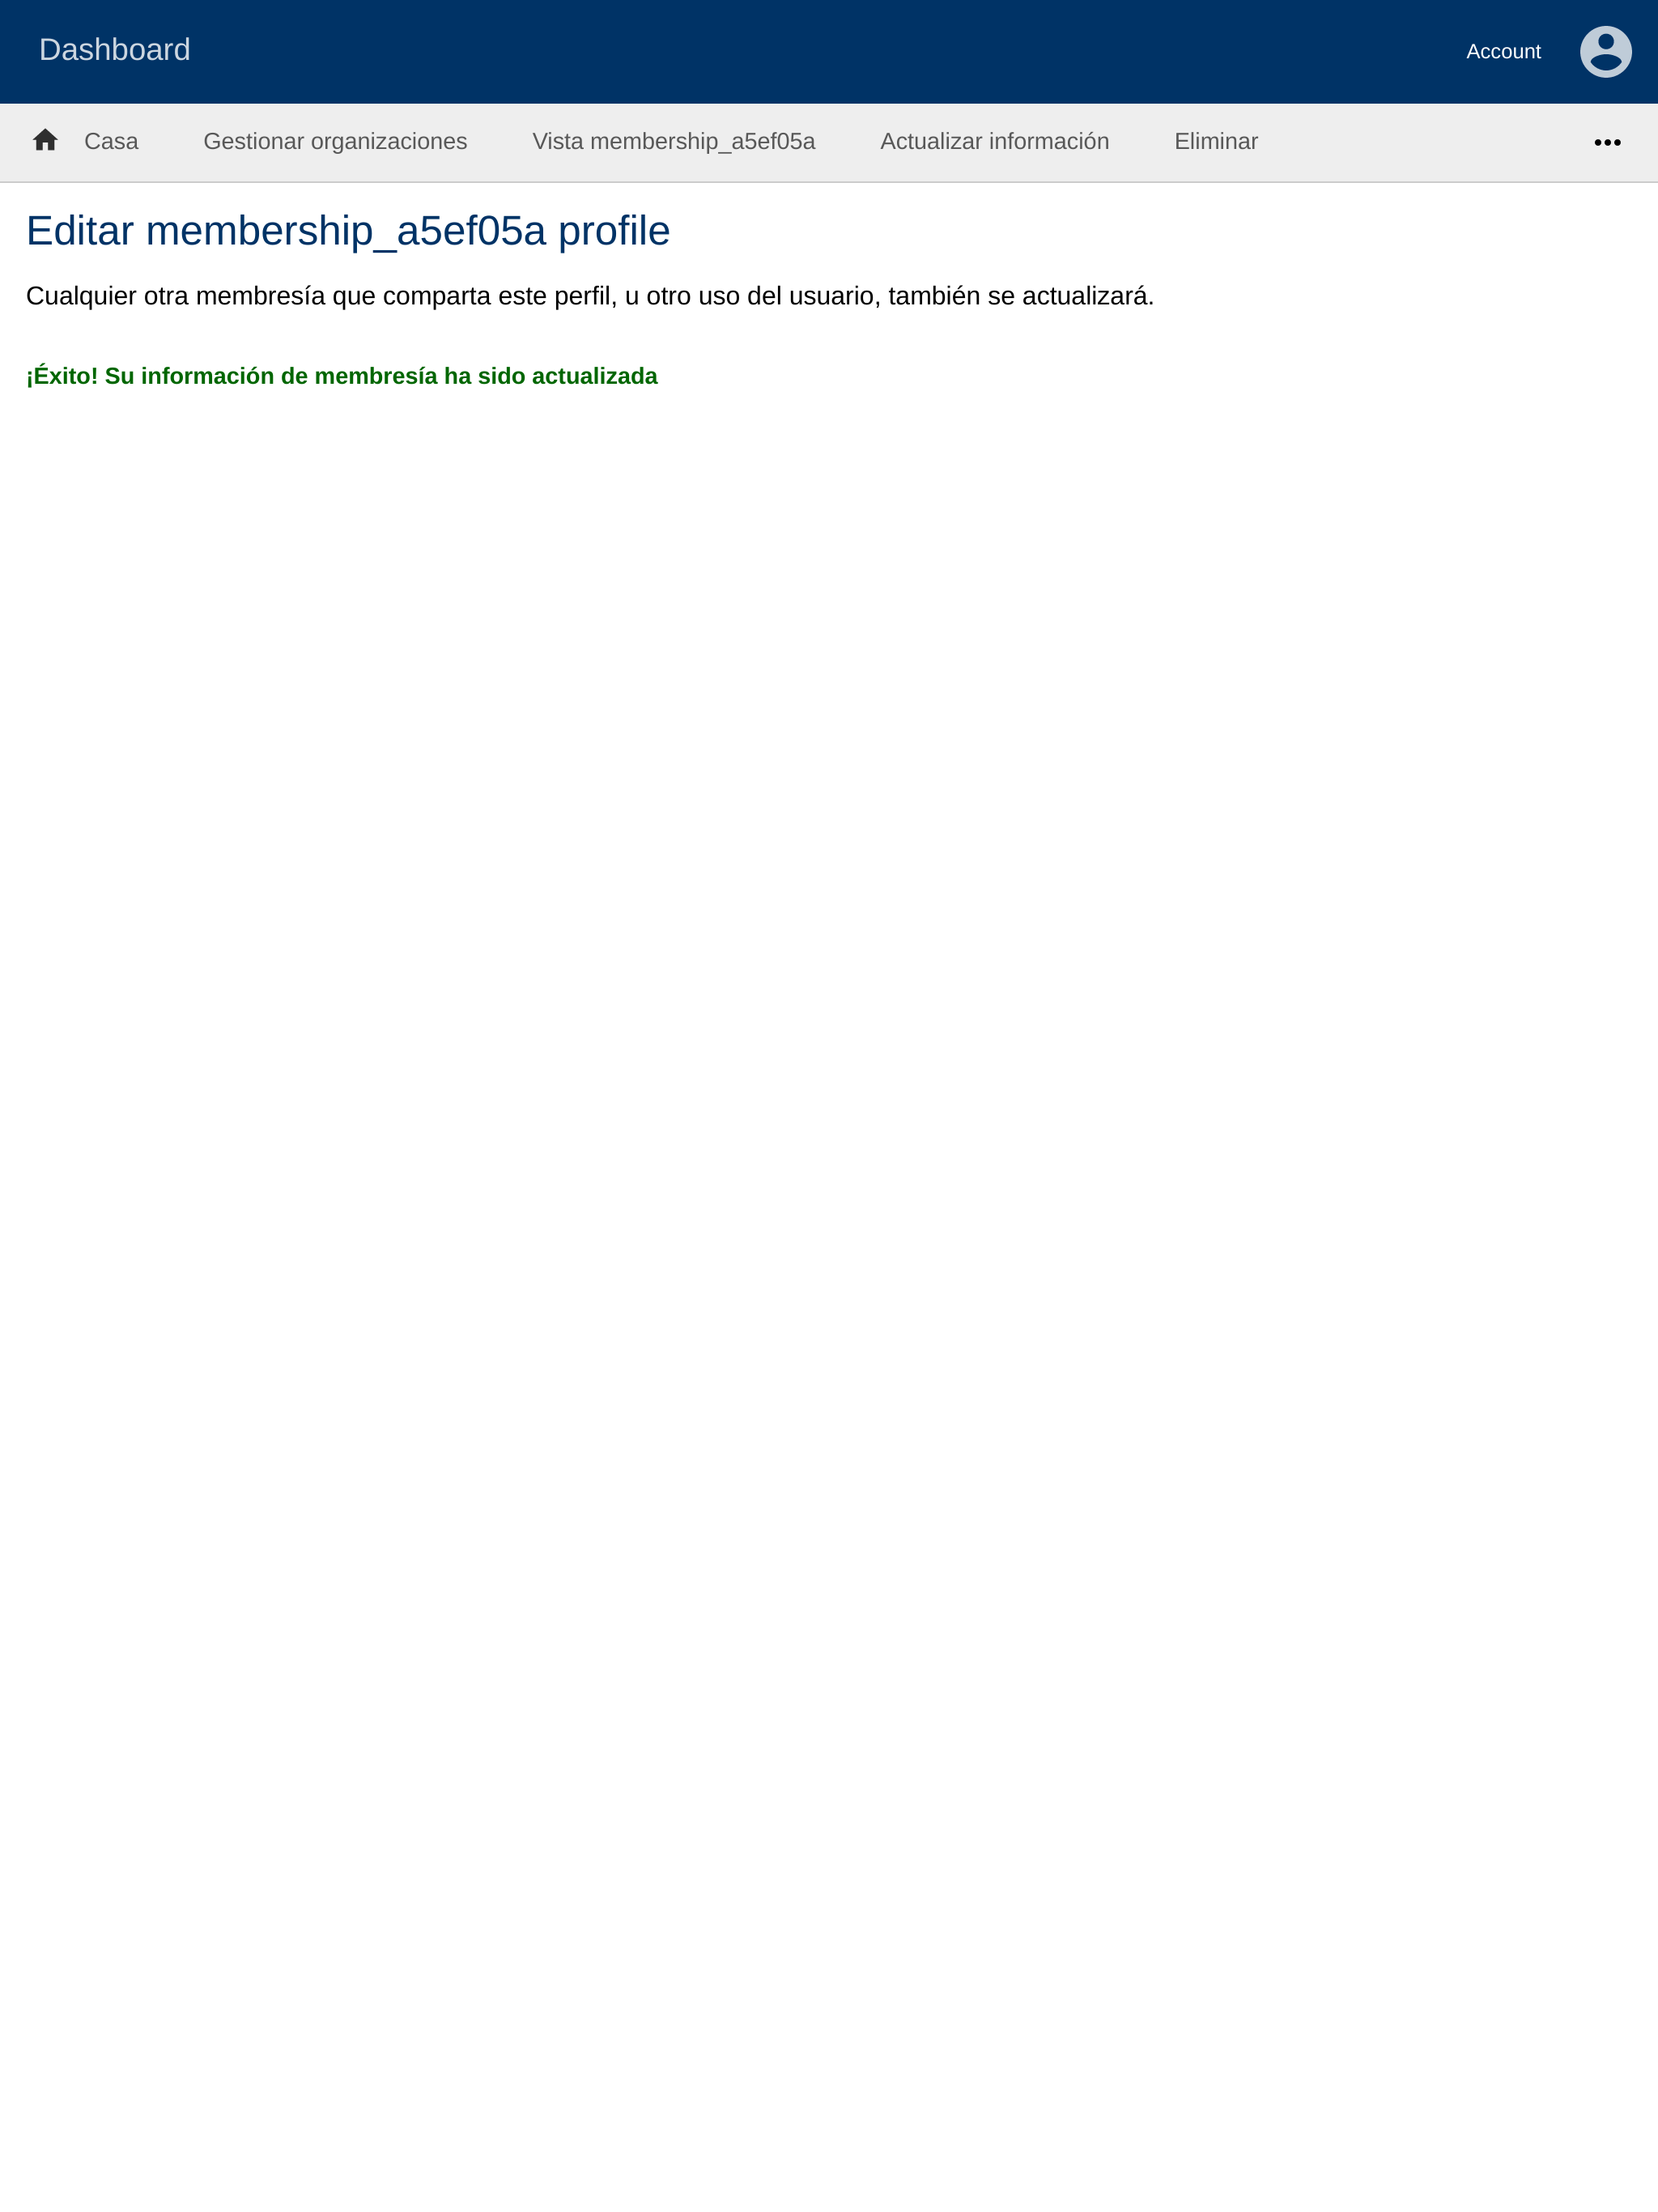 Dashboard
Account
Casa
Gestionar organizaciones
Vista membership_a5ef05a
Actualizar información
Eliminar
Editar membership_a5ef05a profile
Cualquier otra membresía que comparta este perfil, u otro uso del usuario, también se actualizará.
¡Éxito! Su información de membresía ha sido actualizada